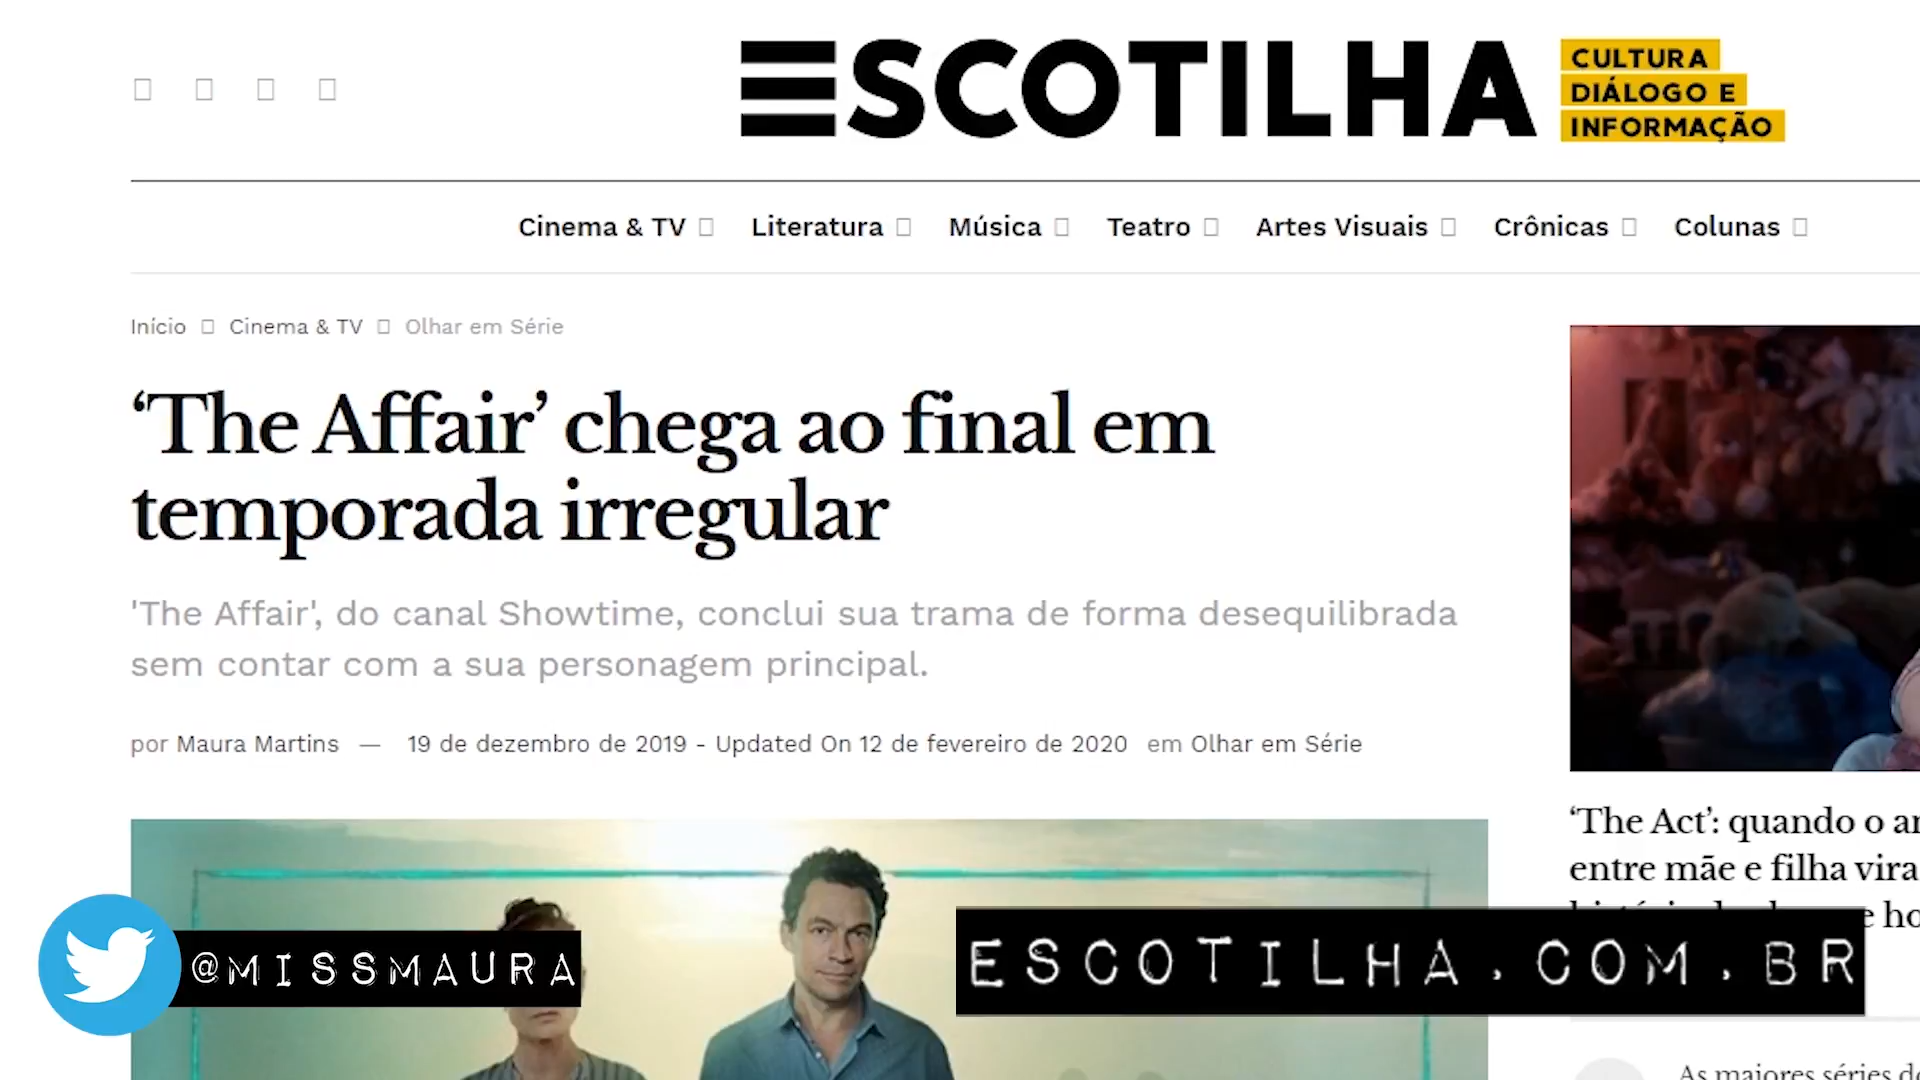 ESCOTILHA
CULTURA
DIÁLOGO E
INFORMAÇÃO
Cinema & TV Literatura Música Teatro Artes Visuais Crônicas Colunas
Início Cinema & TV Olhar em Série
‘The Affair’ chega ao final em
temporada irregular
'The Affair', do canal Showtime, conclui sua trama de forma desequilibrada
sem contar com a sua personagem principal.
por Maura Martins — 19 de dezembro de 2019 - Updated On 12 de fevereiro de 2020 em Olhar em Série
‘The Act’: quando o
entre mãe e filha vira
@MISSMAURA
ESCOTILHA.COM.BR
As maiores séries